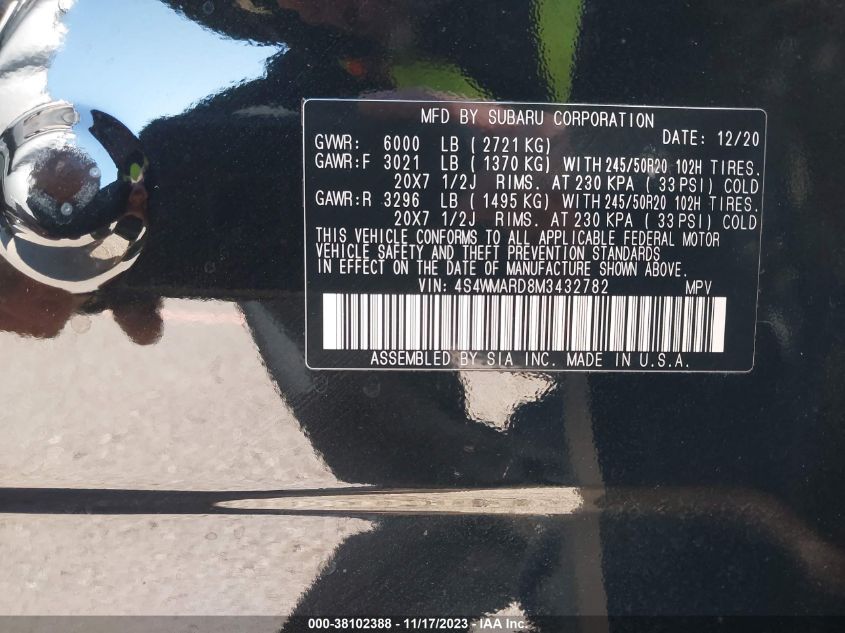 MFD BY SUBARU CORPORATION
DATE: 12/20
GVWR: 6000 LB ( 2721 KG)
GAWR:F 3021 LB ( 1370 KG) WITH 245/50R20 102H TIRES.
20X7 1/2J RIMS. AT 230 KPA ( 33 PSI) COLD
GAWR:R 3296 LB ( 1495 KG) WITH 245/50R20 102H TIRES.
20X7 1/2J RIMS. AT 230 KPA ( 33 PSI) COLD
THIS VEHICLE CONFORMS TO ALL APPLICABLE FEDERAL MOTOR
VEHICLE SAFETY AND THEFT PREVENTION STANDARDS
IN EFFECT ON THE DATE OF MANUFACTURE SHOWN ABOVE.
VIN: 4S4WMARD8M3432782 MPV
ASSEMBLED BY SIA INC. MADE IN U.S.A.
000-38102388 - 11/17/2023 - IAA Inc.